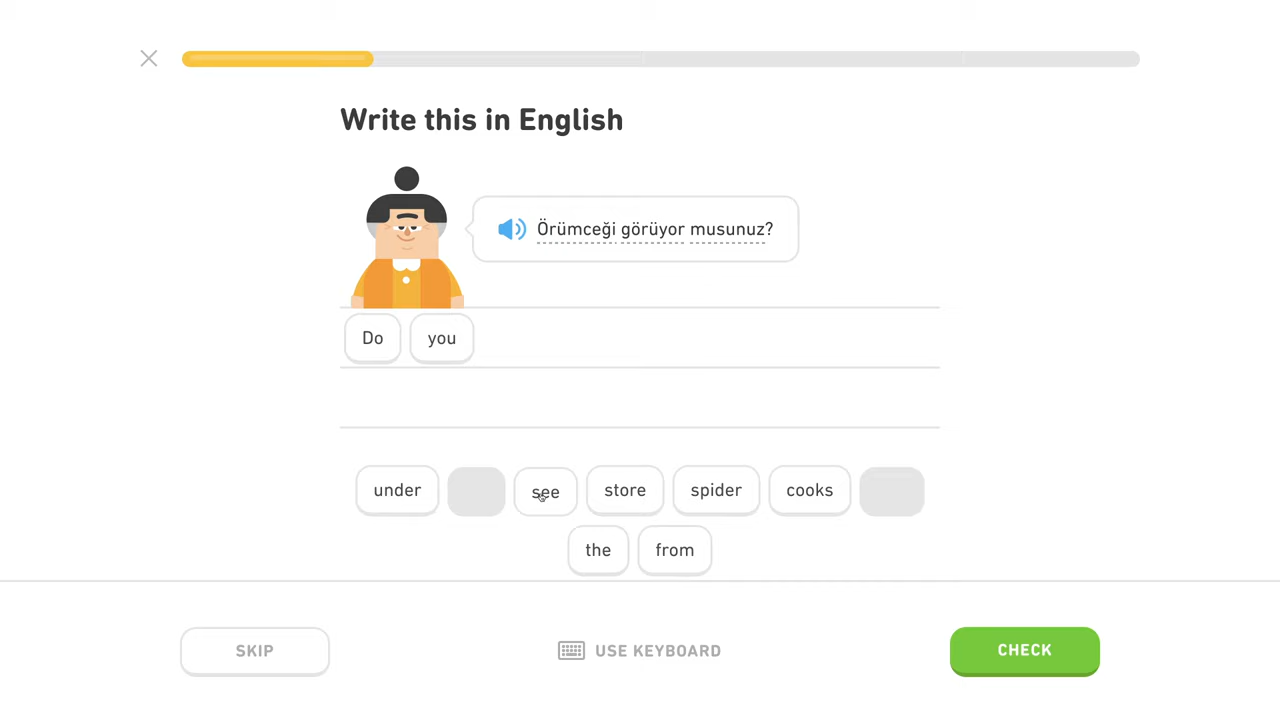 Write this in English
Örümceği görüyor musunuz?
Do you
under see store spider cooks
the from
SKIP USE KEYBOARD CHECK